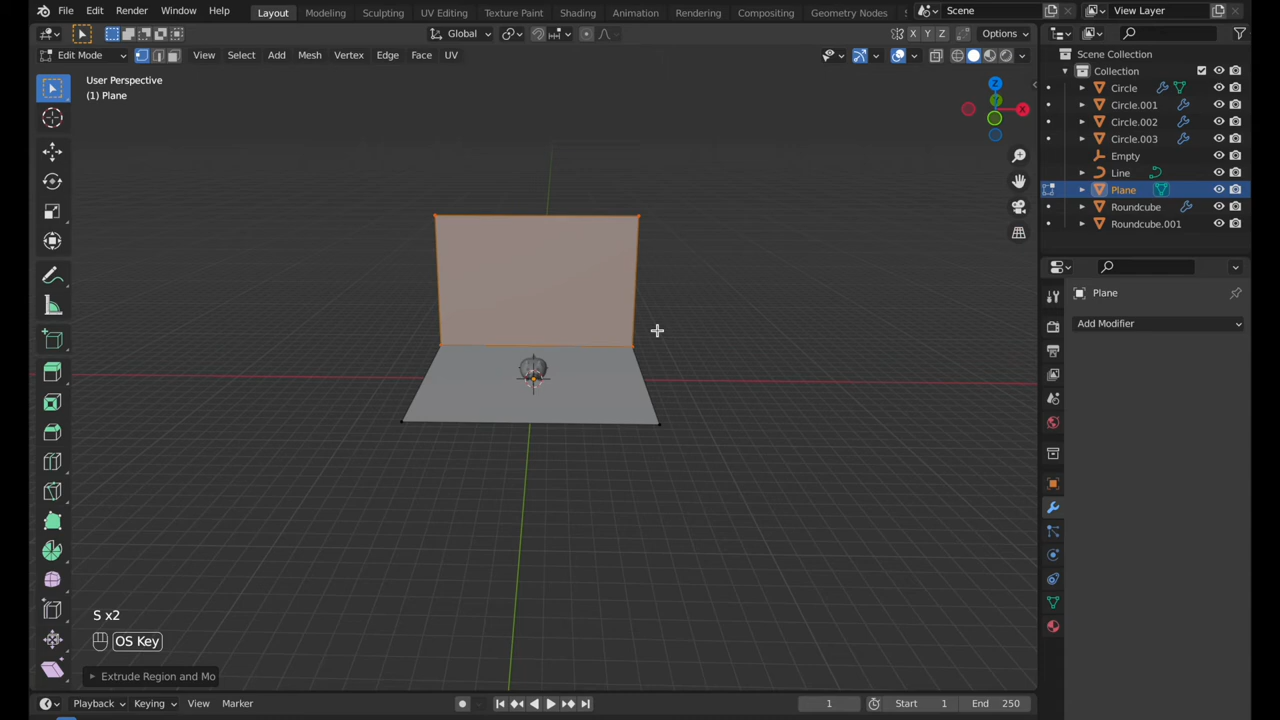 File Edit Render Window Help Layout Modeling Sculpting UV Editing Texture Paint Shading Animation Rendering Compositing Geometry Nodes Scene View Layer
Global X Y Z Options
Edit Mode View Select Add Mesh Vertex Edge Face UV
Scene Collection
Collection
Circle
Circle.001
Circle.002
Circle.003
Empty
Line
Plane
Roundcube
Roundcube.001
User Perspective
(1) Plane
Z
Y
X
Plane
Add Modifier
S x2
OS Key
Extrude Region and Mo
Playback Keying View Marker 1 Start 1 End 250